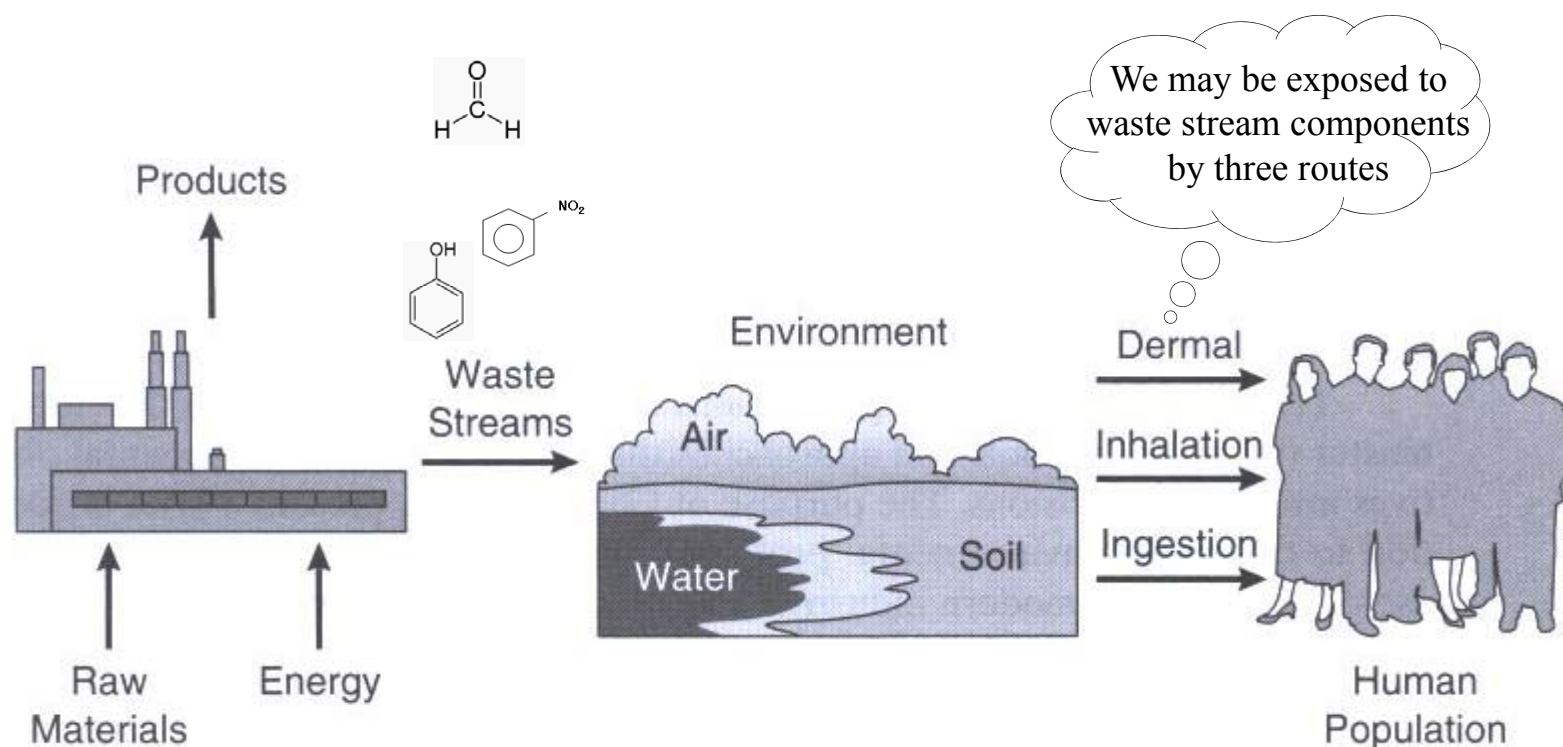 O
C
H H
We may be exposed to
waste stream components
by three routes
Products
NO₂
OH
Waste
Streams
Environment
Air
Water
Soil
Dermal
Inhalation
Ingestion
Raw
Materials
Energy
Human
Population